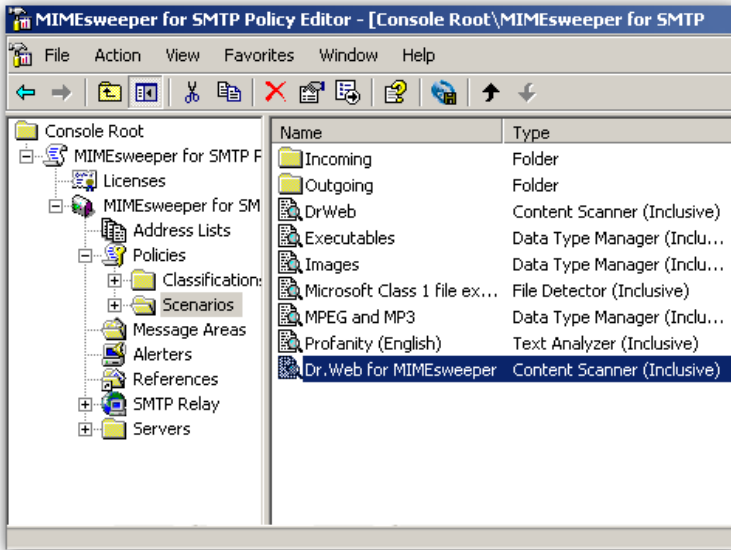 MIMEsweeper for SMTP Policy Editor - [Console Root\MIMEsweeper for SMTP
File Action View Favorites Window Help
Console Root
MIMEsweeper for SMTP P
Licenses
MIMEsweeper for SM
Address Lists
Policies
Classification
Scenarios
Message Areas
Alerters
References
SMTP Relay
Servers
Name Type
Incoming Folder
Outgoing Folder
DrWeb Content Scanner (Inclusive)
Executables Data Type Manager (Inclu...
Images Data Type Manager (Inclu...
Microsoft Class 1 file ex... File Detector (Inclusive)
MPEG and MP3 Data Type Manager (Inclu...
Profanity (English) Text Analyzer (Inclusive)
Dr.Web for MIMEsweeper Content Scanner (Inclusive)